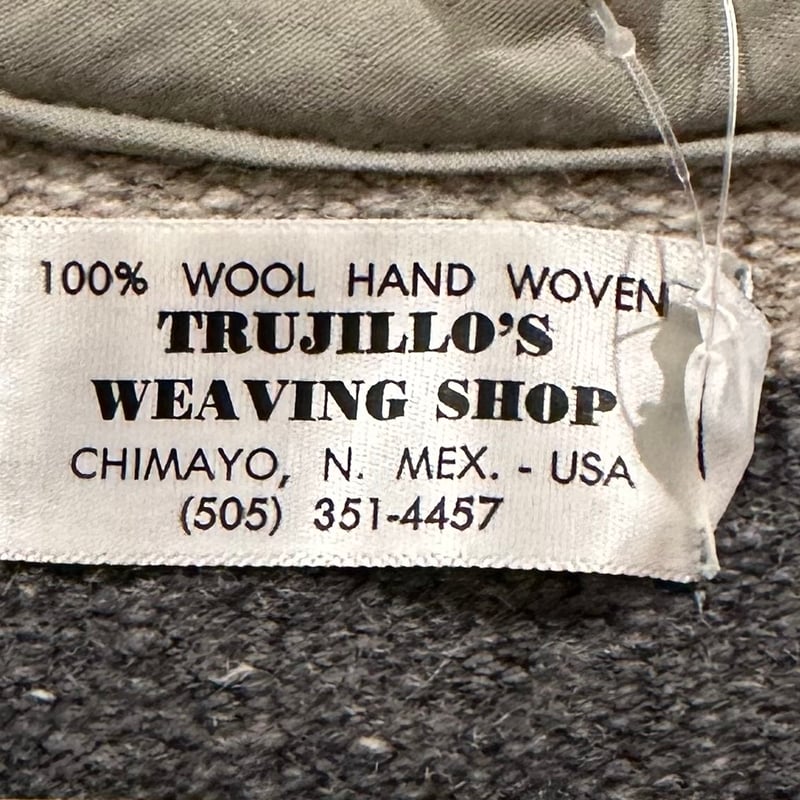 100% WOOL HAND WOVEN
TRUJILLO'S
WEAVING SHOP
CHIMAYO, N. MEX. - USA
(505) 351-4457